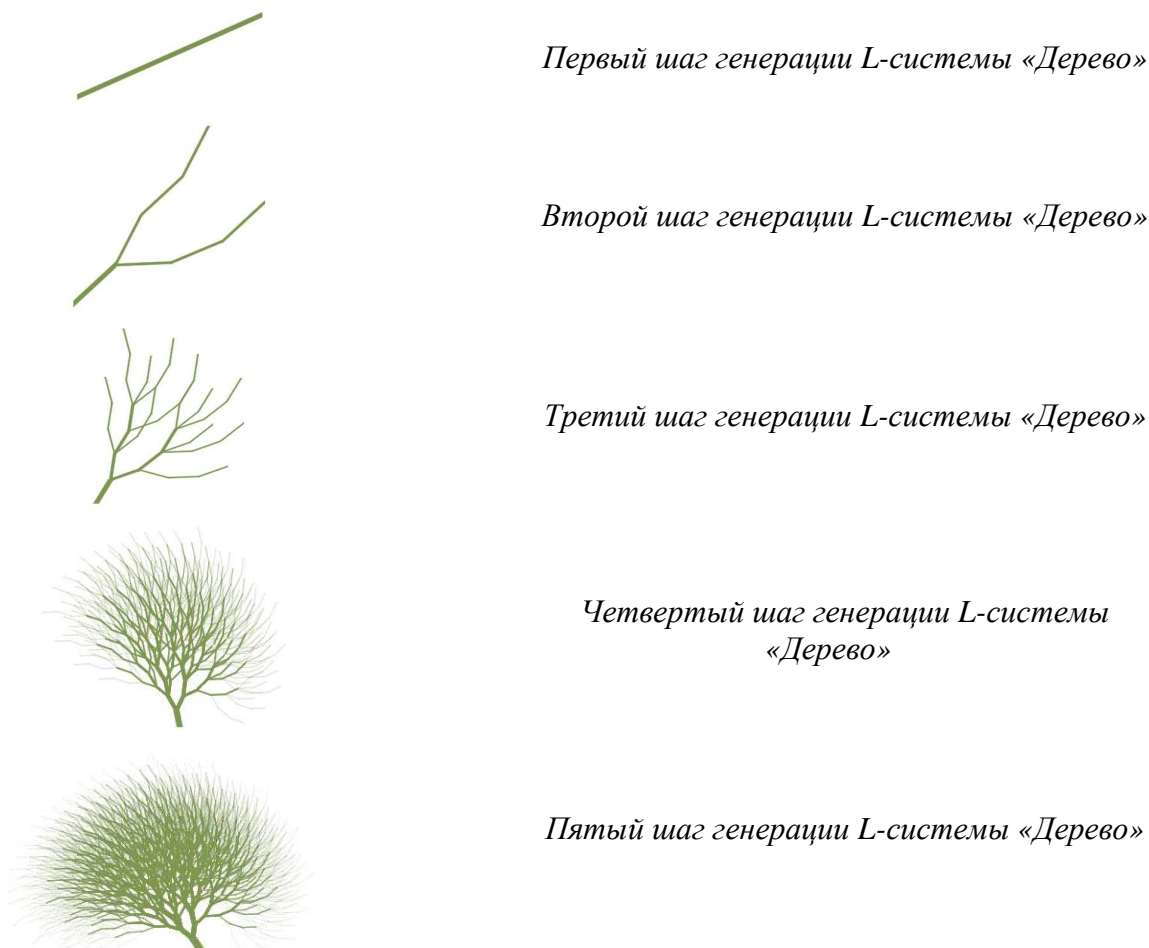 Первый шаг генерации L-системы «Дерево»
Второй шаг генерации L-системы «Дерево»
Третий шаг генерации L-системы «Дерево»
Четвертый шаг генерации L-системы
«Дерево»
Пятый шаг генерации L-системы «Дерево»